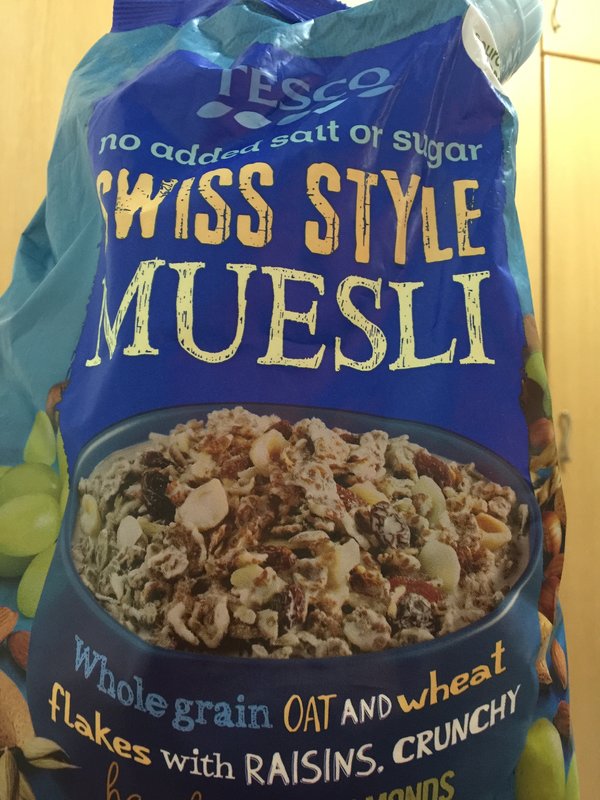 TESCO
no added salt or sugar
SWISS STYLE
MUESLI
Whole grain OAT AND wheat
flakes with RAISINS. CRUNCHY